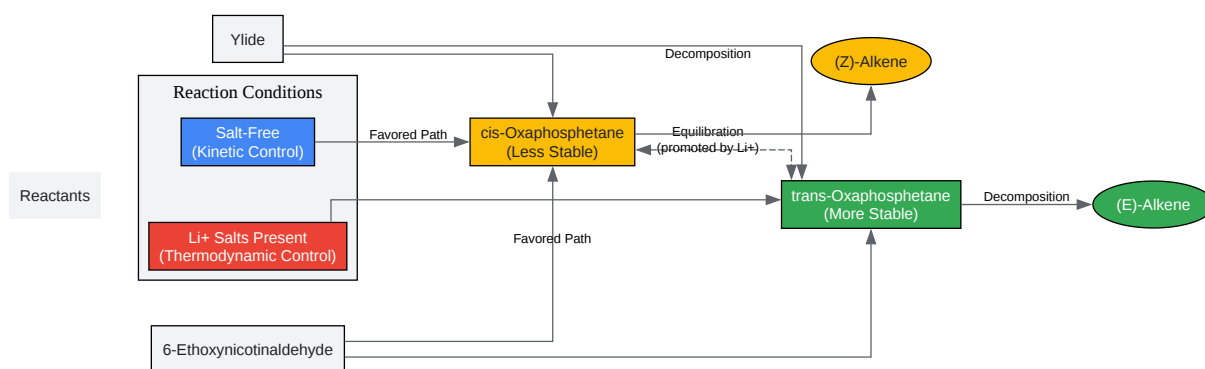 Ylide
Decomposition
(Z)-Alkene
Reaction Conditions
Salt-Free
(Kinetic Control)
Favored Path
cis-Oxaphosphetane
(Less Stable)
Equilibration
(promoted by Li+)
Reactants
trans-Oxaphosphetane
(More Stable)
Decomposition
(E)-Alkene
Li+ Salts Present
(Thermodynamic Control)
Favored Path
6-Ethoxynicotinaldehyde